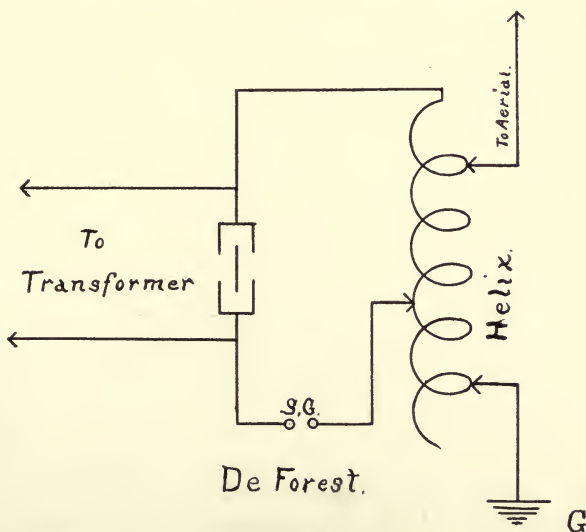 To Aerial.
To
Transformer
Helix.
S.G.
De Forest.
G